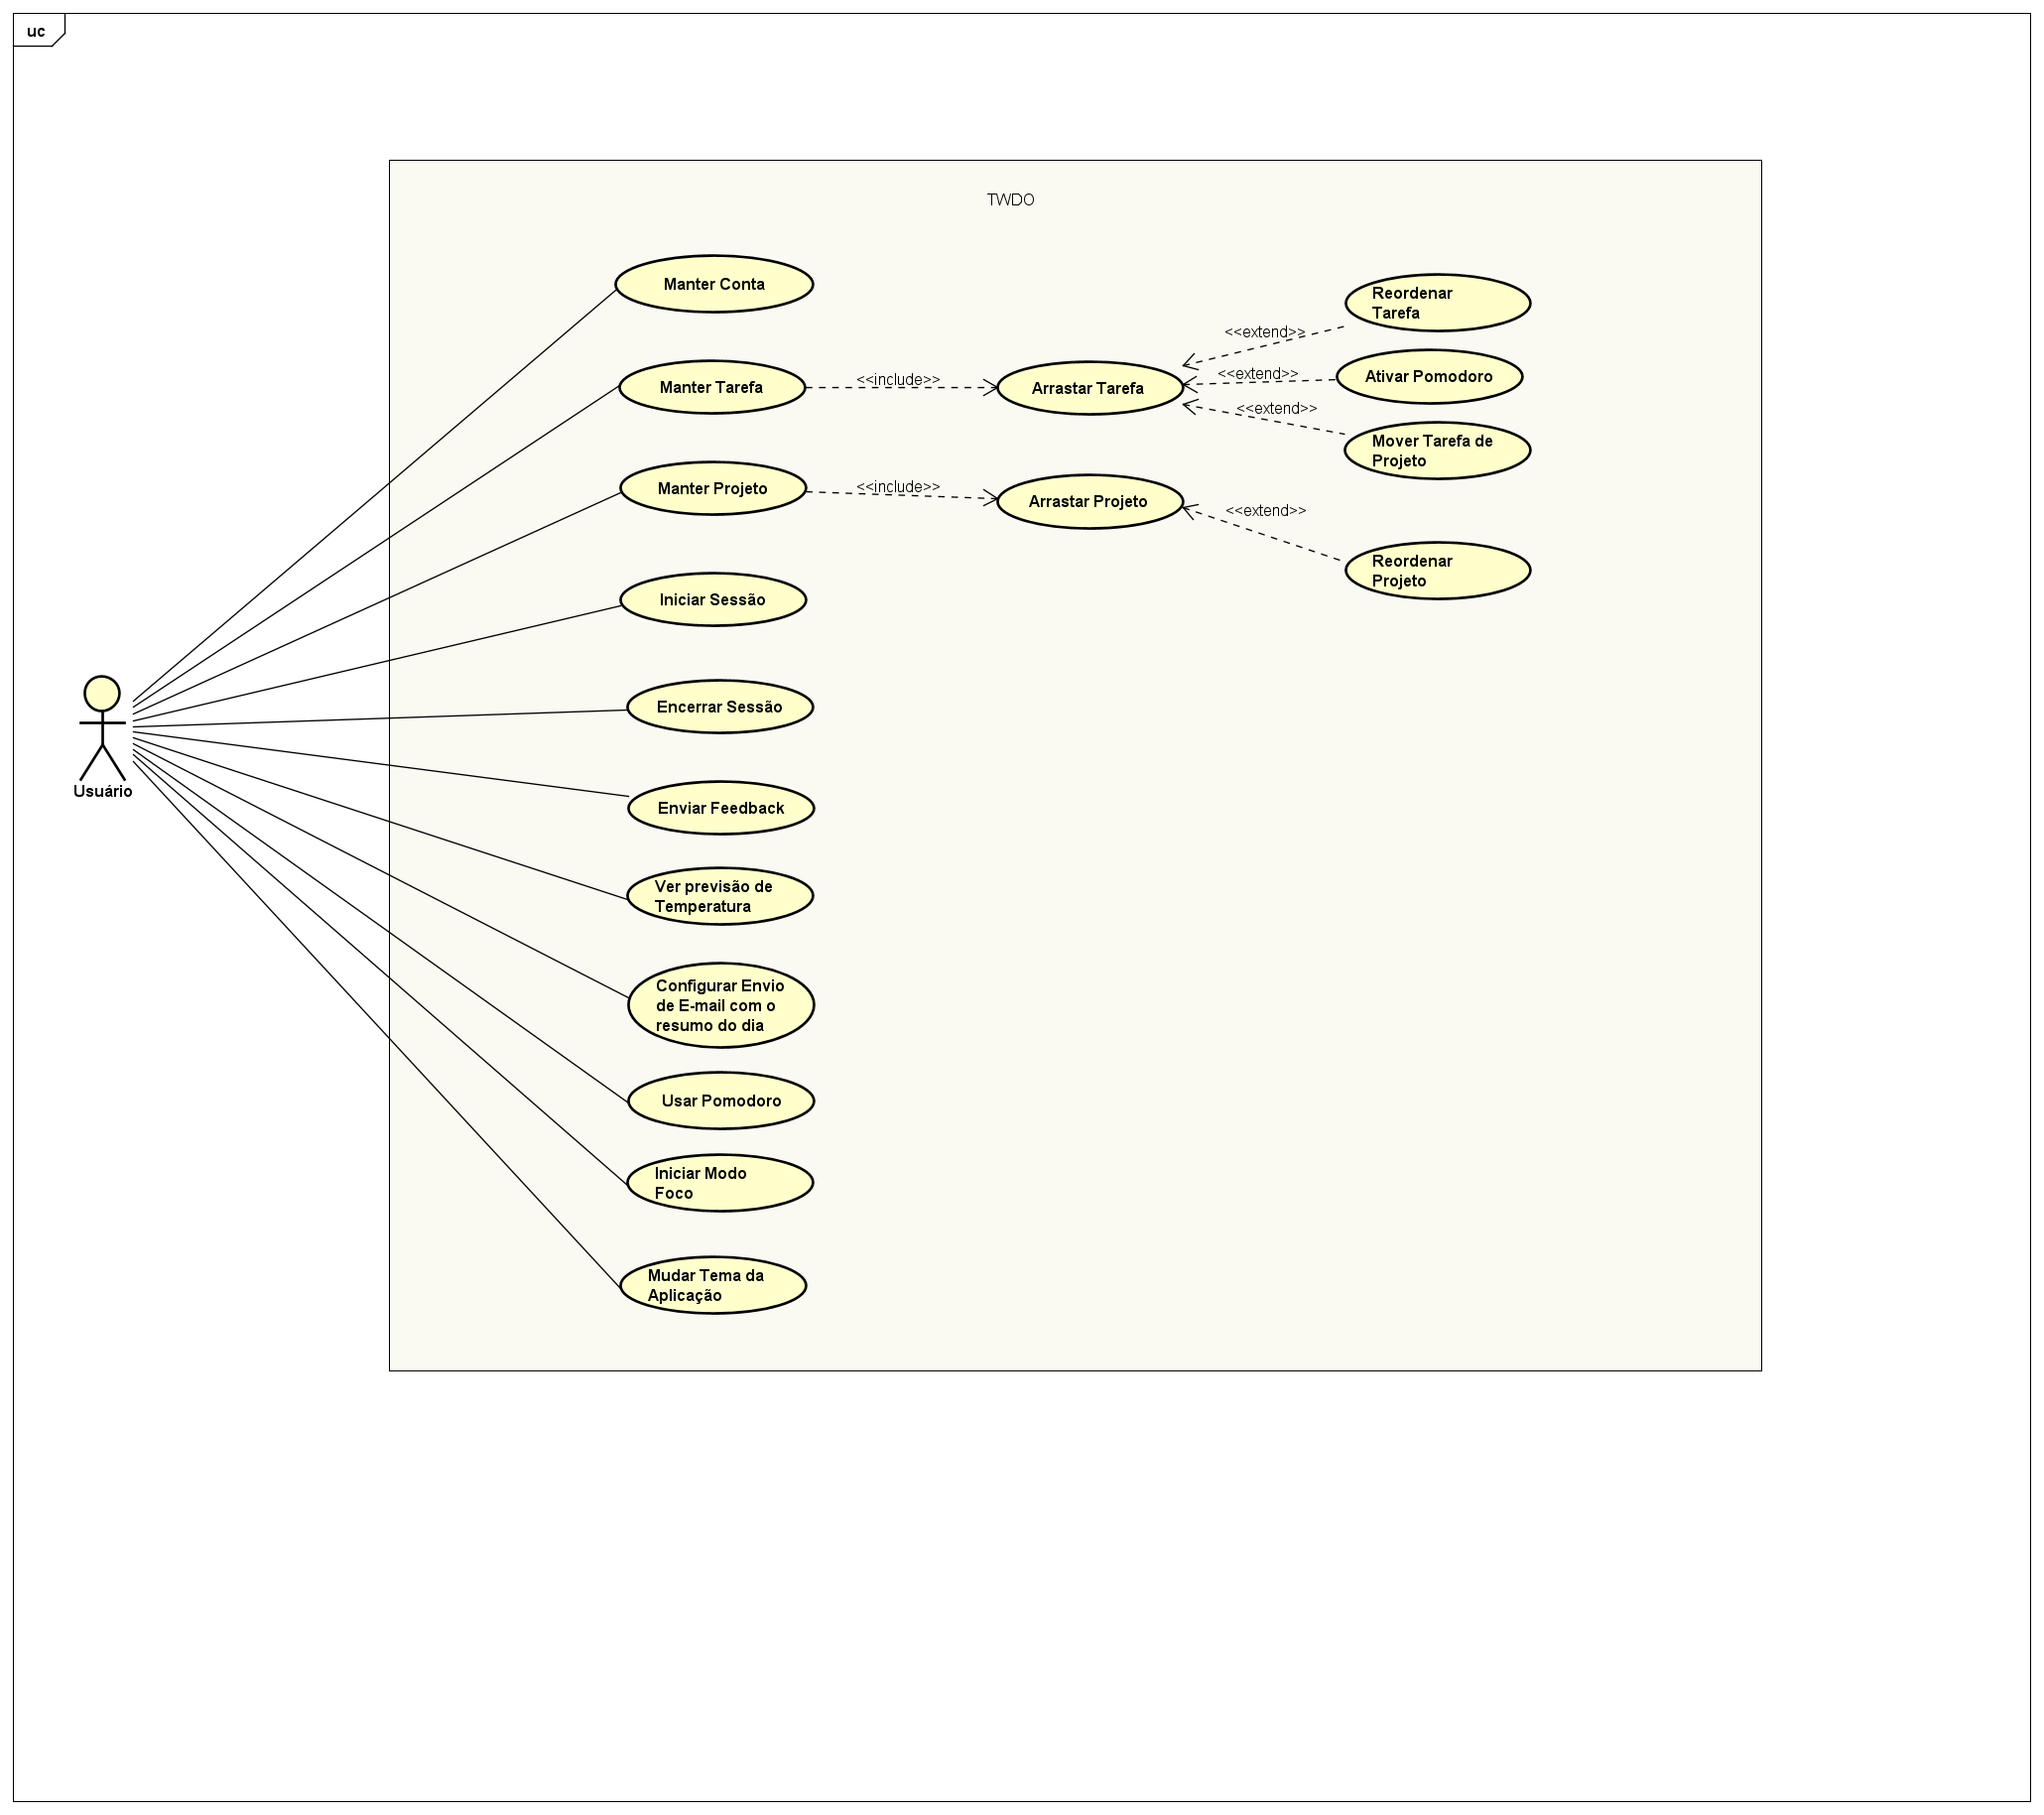 uc
TWDO
Manter Conta
Reordenar
Tarefa
<<extend>>
Manter Tarefa
<<include>>
Arrastar Tarefa
<<extend>>
Ativar Pomodoro
<<extend>>
Mover Tarefa de
Projeto
Manter Projeto
<<include>>
Arrastar Projeto
<<extend>>
Reordenar
Projeto
Iniciar Sessão
Encerrar Sessão
Usuário
Enviar Feedback
Ver previsão de
Temperatura
Configurar Envio
de E-mail com o
resumo do dia
Usar Pomodoro
Iniciar Modo
Foco
Mudar Tema da
Aplicação